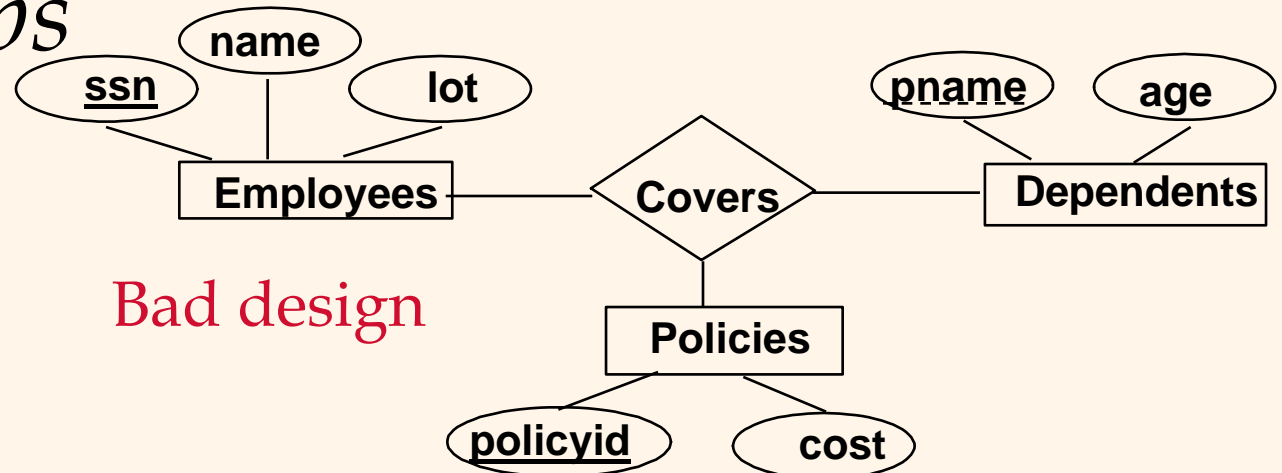 name
ssn
lot
pname
age
Employees
Covers
Dependents
Bad design
Policies
policyid
cost